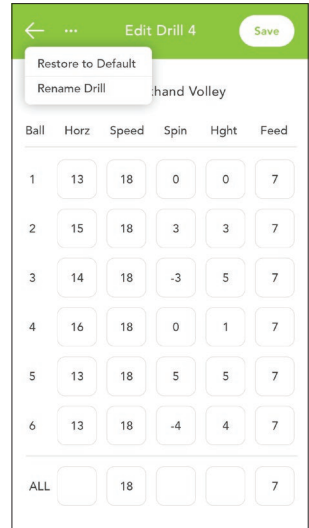 ← ... Edit Drill 4 Save
Restore to Default
Rename Drill
hand Volley
Ball Horz Speed Spin Hght Feed
1 13 18 0 0 7
2 15 18 3 3 7
3 14 18 -3 5 7
4 16 18 0 1 7
5 13 18 5 5 7
6 13 18 -4 4 7
ALL 18 7